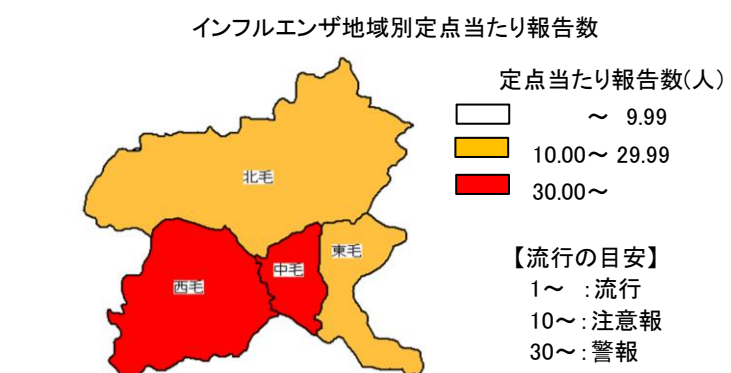 インフルエンザ地域別定点当たり報告数
定点当たり報告数(人)
～ 9.99
10.00～ 29.99
30.00～
北毛
東毛
中毛
西毛
【流行の目安】
1～ ：流行
10～：注意報
30～：警報